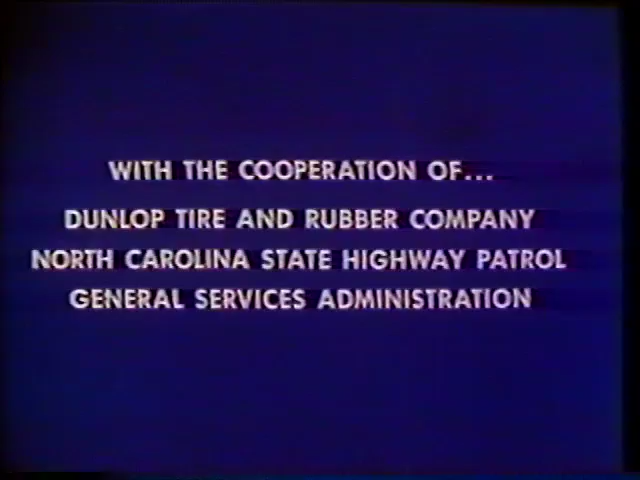 WITH THE COOPERATION OF...
DUNLOP TIRE AND RUBBER COMPANY
NORTH CAROLINA STATE HIGHWAY PATROL
GENERAL SERVICES ADMINISTRATION